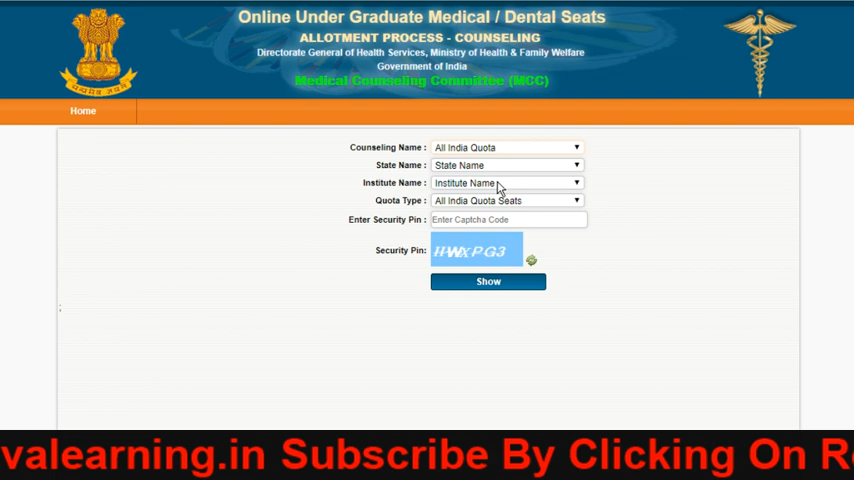 Online Under Graduate Medical / Dental Seats
ALLOTMENT PROCESS - COUNSELING
Directorate General of Health Services, Ministry of Health & Family Welfare
Government of India
Medical Counseling Committee (MCC)
Home
Counseling Name : All India Quota
State Name : State Name
Institute Name : Institute Name
Quota Type : All India Quota Seats
Enter Security Pin : Enter Captcha Code
Security Pin: HWXPG3
Show
;
valearning.in Subscribe By Clicking On R